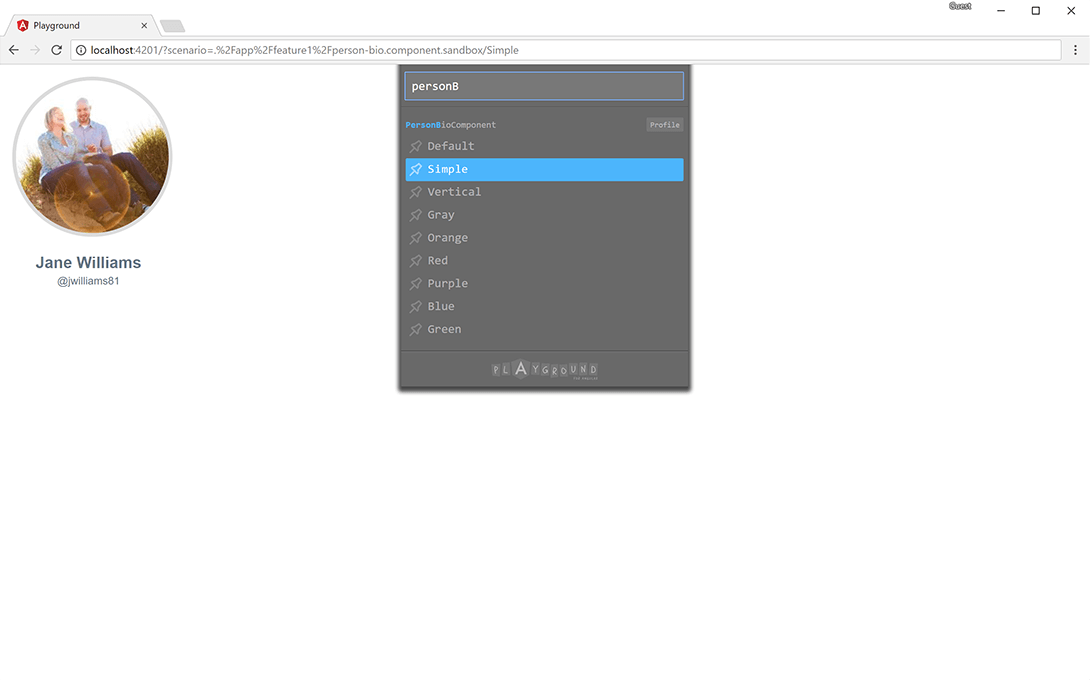 Guest
Playground
localhost:4201/?scenario=.%2Fapp%2Ffeature1%2Fperson-bio.component.sandbox/Simple
personB
PersonBioComponent Profile
Default
Simple
Vertical
Gray
Orange
Red
Purple
Blue
Green
PLAYGROUND
Jane Williams
@jwilliams81